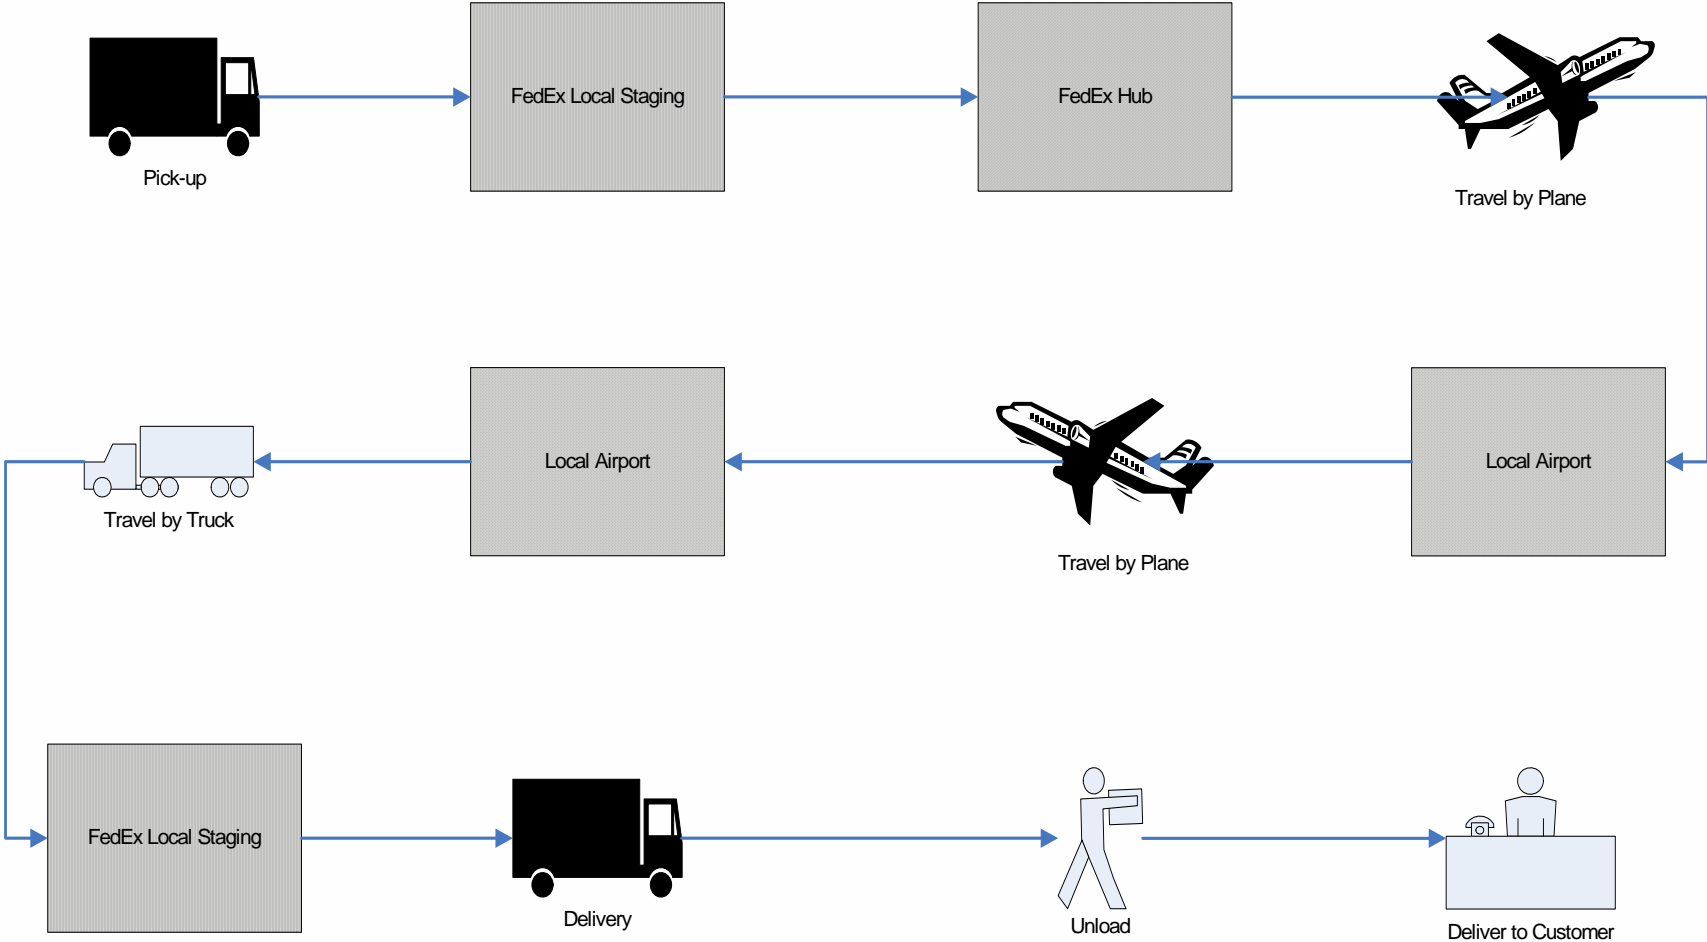 FedEx Local Staging
FedEx Hub
Pick-up
Travel by Plane
Local Airport
Local Airport
Travel by Truck
Travel by Plane
FedEx Local Staging
Delivery
Unload
Deliver to Customer